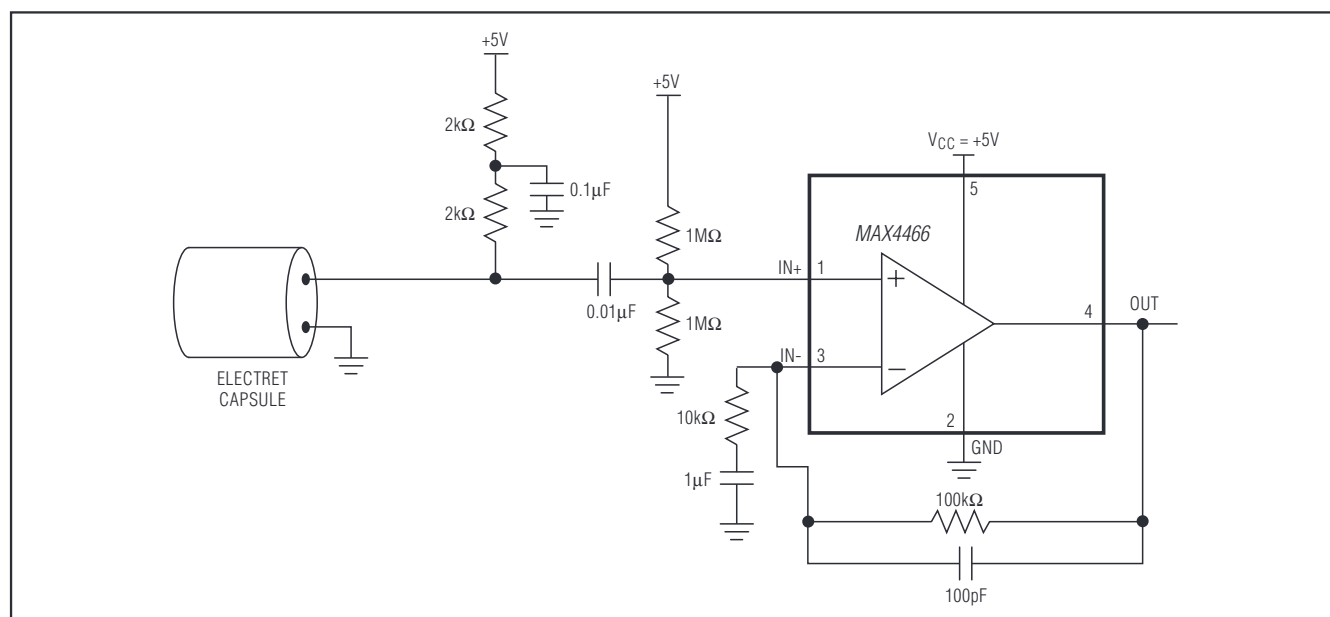 +5V
+5V
2kΩ
0.1μF
2kΩ
1MΩ
0.01μF
1MΩ
ELECTRET
CAPSULE
VCC = +5V
5
MAX4466
IN+
1
+
4
OUT
IN-
3
−
2
GND
10kΩ
1μF
100kΩ
100pF